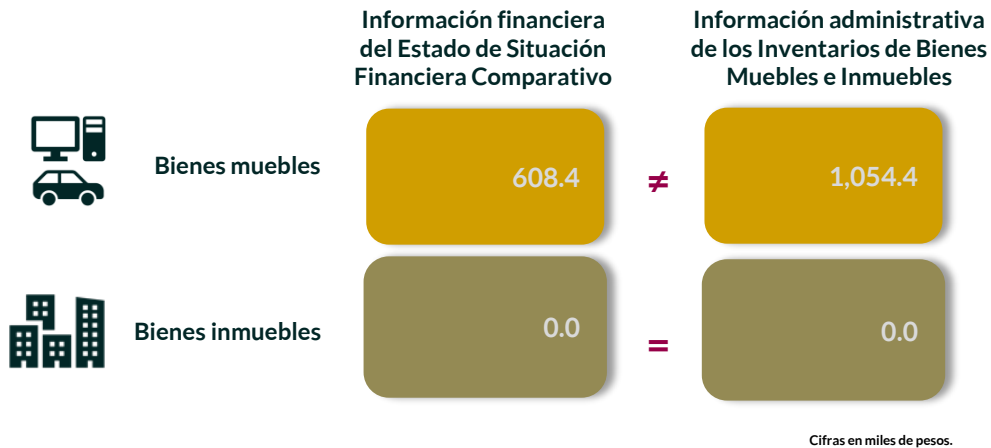 Información financiera
del Estado de Situación
Financiera Comparativo
Información administrativa
de los Inventarios de Bienes
Muebles e Inmuebles
Bienes muebles
608.4
≠
1,054.4
Bienes inmuebles
0.0
=
0.0
Cifras en miles de pesos.